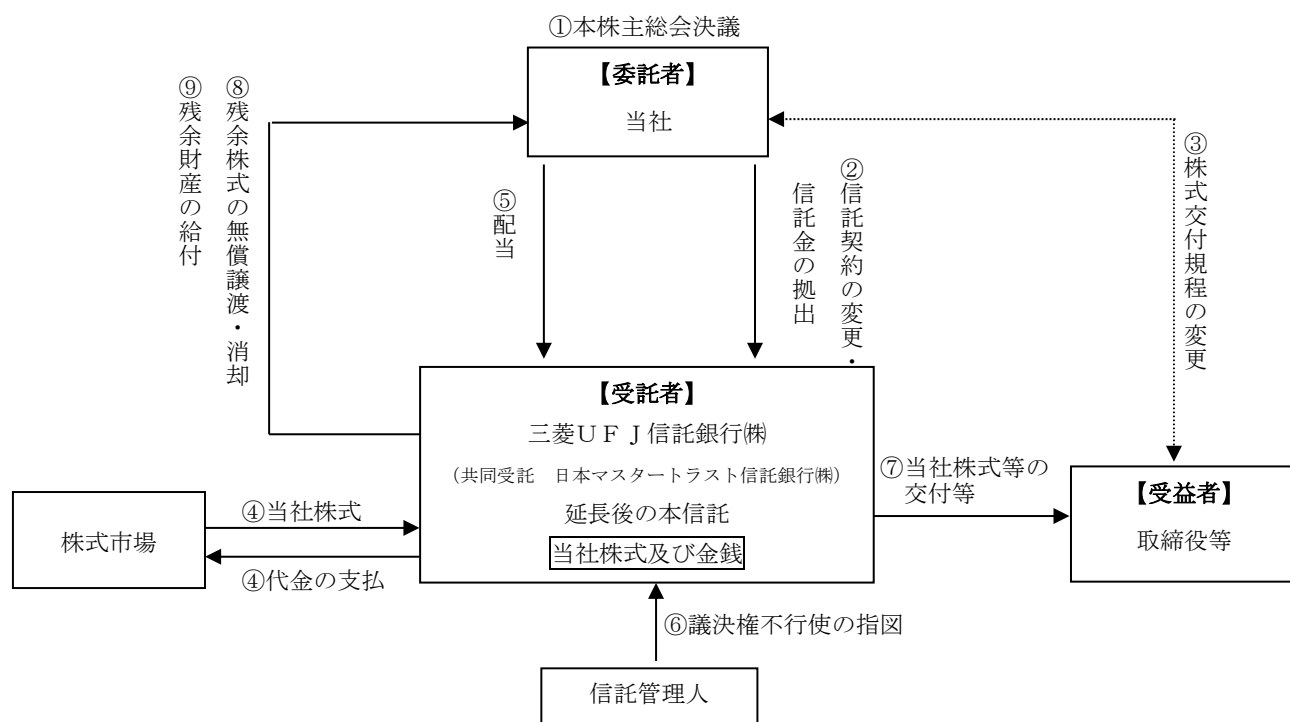 ①本株主総会決議
【委託者】
当社
⑨残余財産の給付
⑧残余株式の無償譲渡・消却
⑤配当
②信託契約の変更・
信託金の拠出
③株式交付規程の変更
【受託者】
三菱UFJ信託銀行㈱
(共同受託　日本マスタートラスト信託銀行㈱)
延長後の本信託
当社株式及び金銭
株式市場
④当社株式
④代金の支払
⑦当社株式等の
交付等
【受益者】
取締役等
⑥議決権不行使の指図
信託管理人